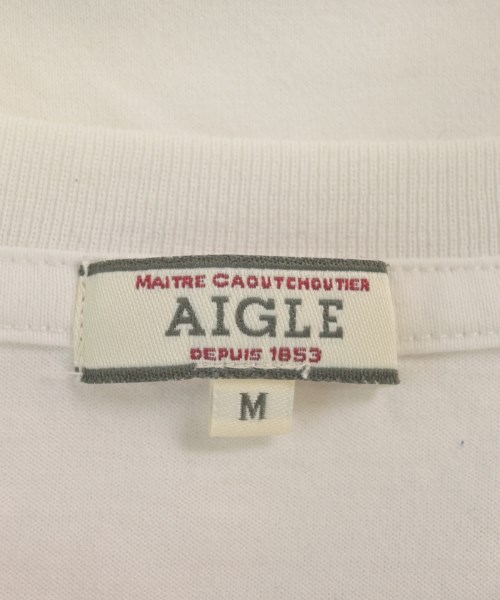 MAITRE CAOUTCHOUTIER
AIGLE
DEPUIS 1853
M